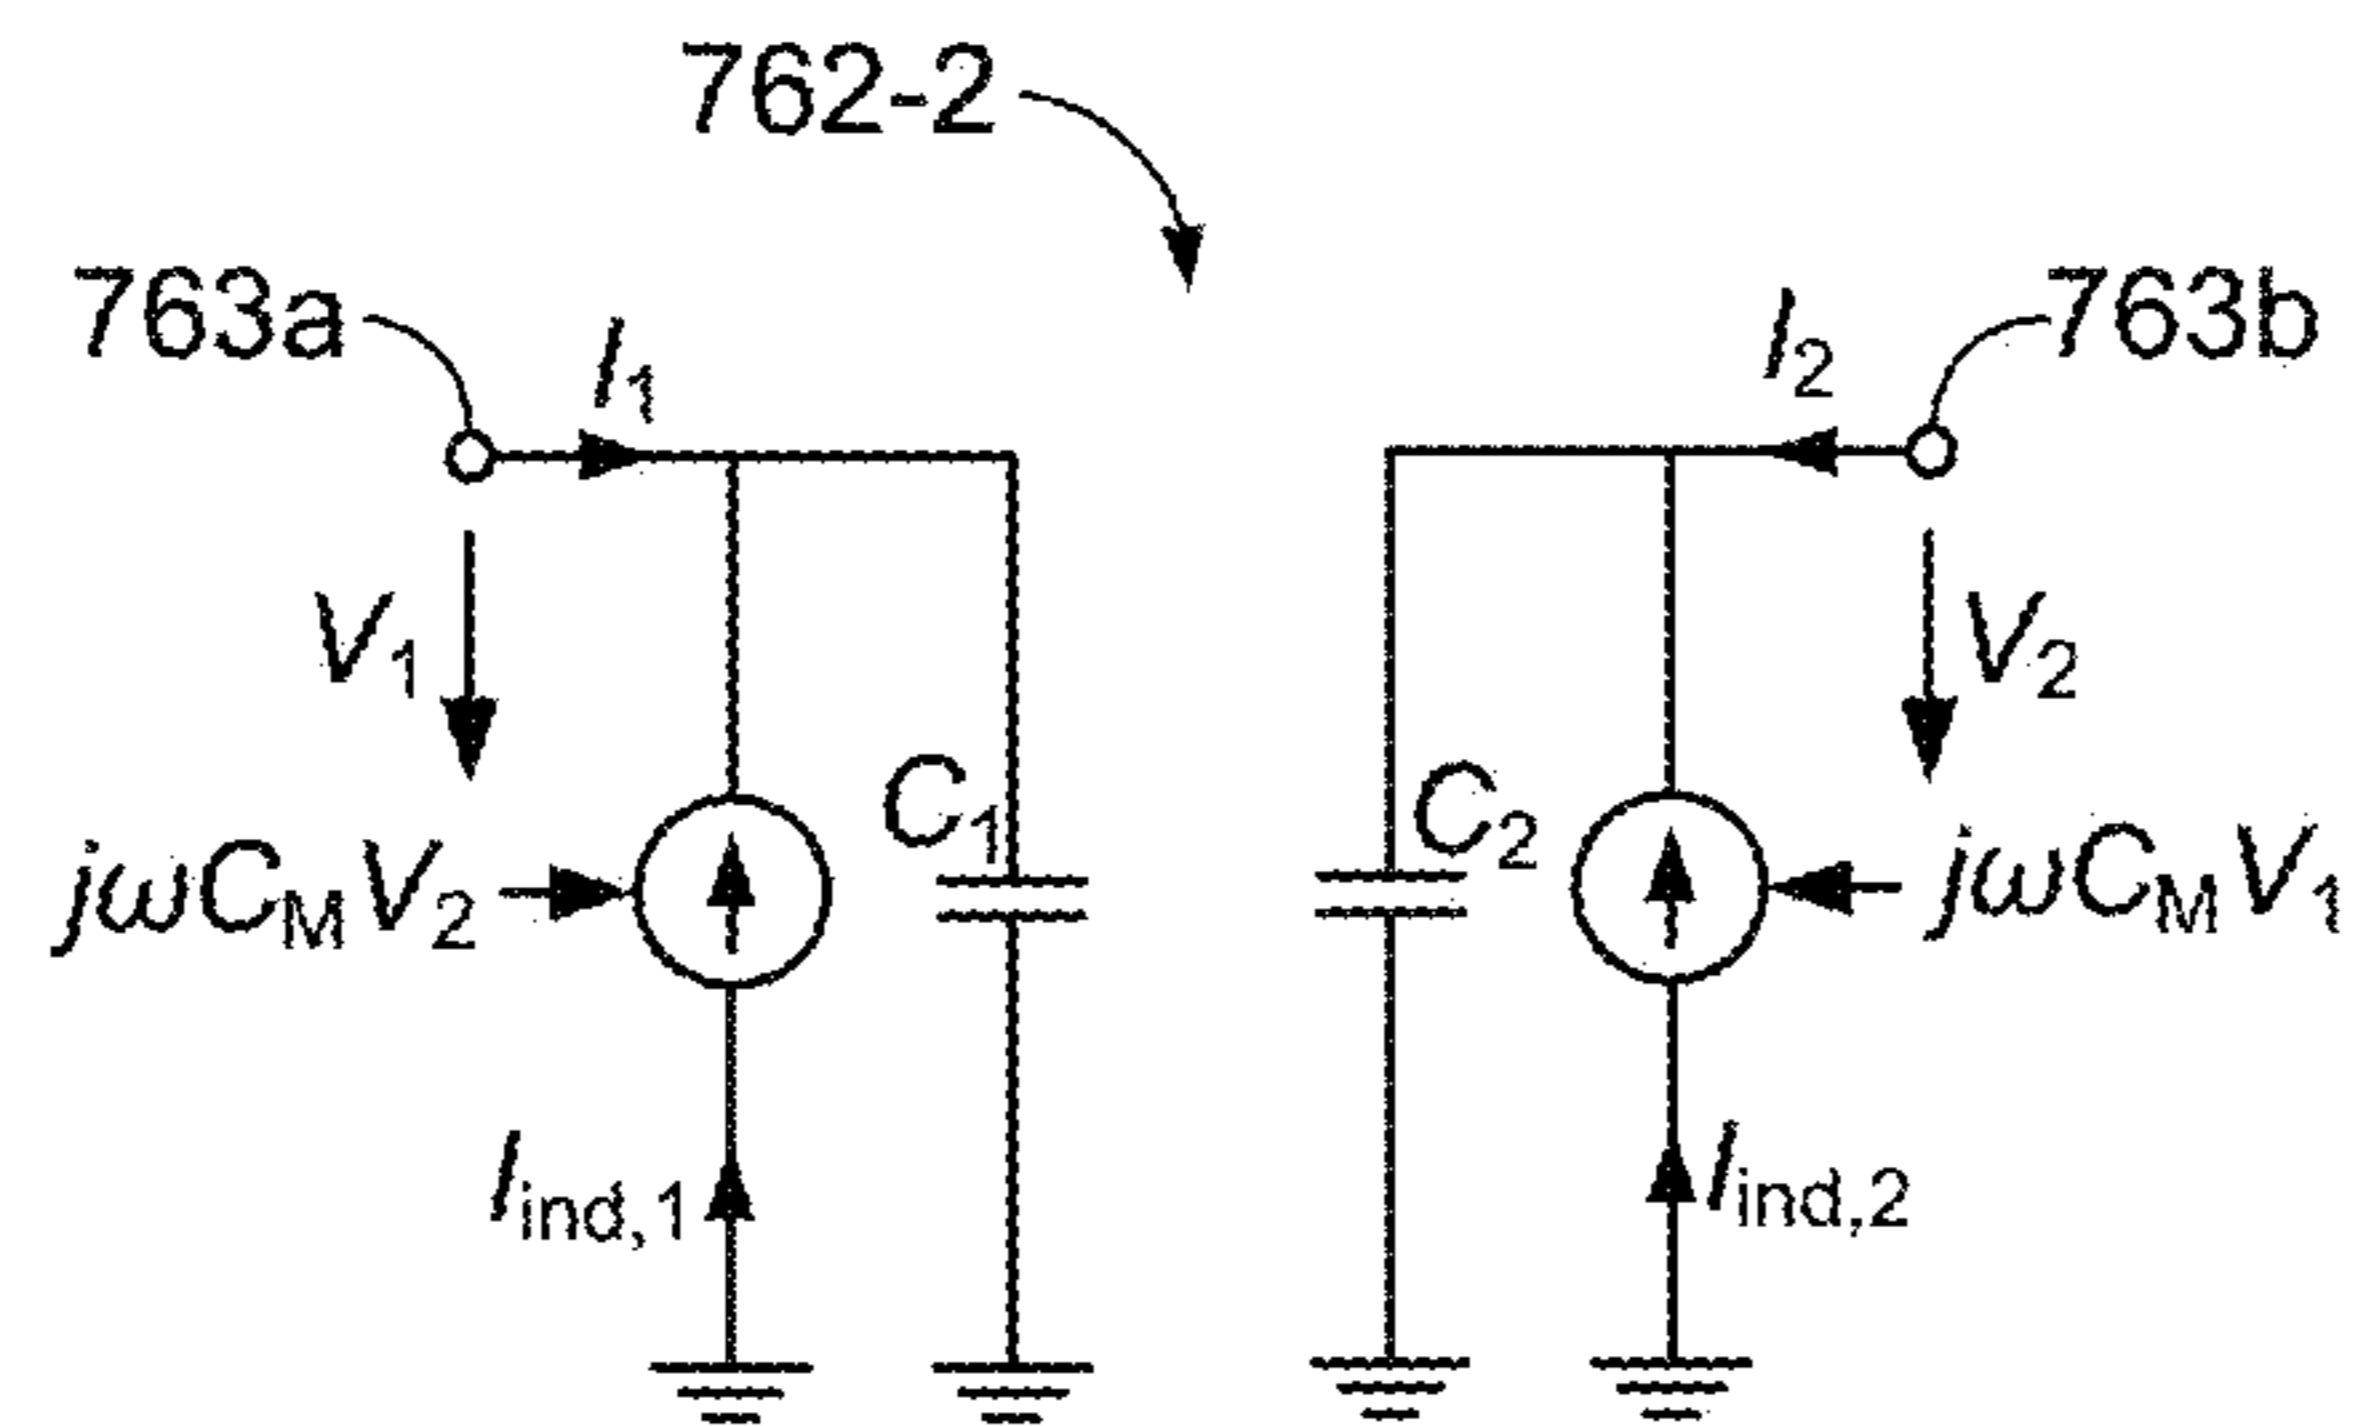 762-2
763a
I1
I2
763b
V1
V2
C1
C2
jωCMV2
jωCMV1
Iind,1
Iind,2